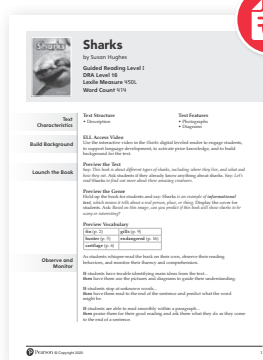 Sharks
Sharks
by Susan Hughes
Guided Reading Level I
DRA Level 16
Lexile Measure 450L
Word Count 474
Text Characteristics
Text Structure
• Description
Text Features
• Photographs
• Diagrams
Build Background
ELL Access Video
Use the interactive video in the Sharks digital leveled reader to engage students,
to support language development, to activate prior knowledge, and to build
background for the text.
Launch the Book
Preview the Text
Say: This book is about different types of sharks, including where they live, and what and
how they eat. Ask students if they already know anything about sharks. Say: Let's
read Sharks to find out more about these amazing creatures.
Preview the Genre
Hold up the book for students and say: Sharks is an example of informational
text, which means it tells about a real person, place, or thing. Display the cover for
students. Ask: Based on this image, can you predict if this book will show sharks to be
scary or interesting?
Preview Vocabulary
fin (p. 2) gills (p. 9)
hunter (p. 5) endangered (p. 16)
cartilage (p. 6)
Observe and Monitor
As students whisper-read the book on their own, observe their reading
behaviors, and monitor their fluency and comprehension.
If students have trouble identifying main ideas from the text…
then have them use the pictures and diagrams to guide their understanding.
If students stop at unknown words…
then have them read to the end of the sentence and predict what the word
might be.
If students are able to read smoothly within a paragraph…
then praise them for their good reading and ask them what they do as they come
to the end of a sentence.
Pearson © Copyright 2020